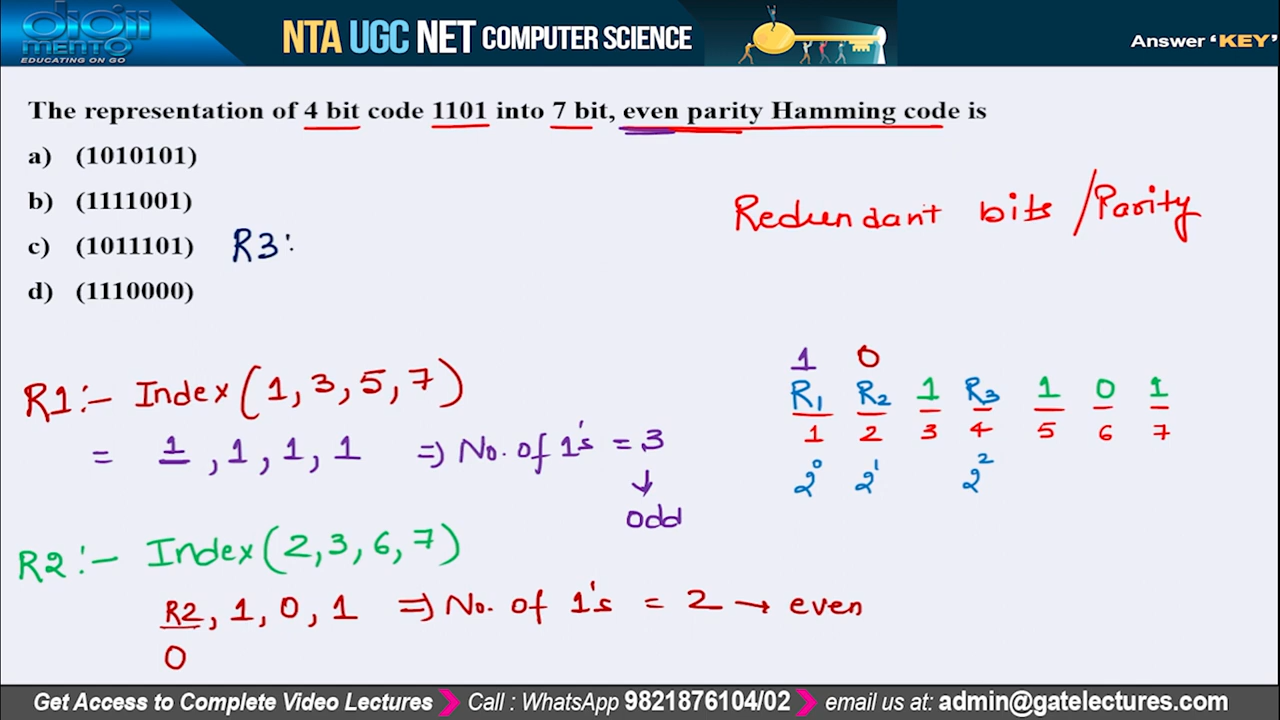 didii
MENTO
EDUCATING ON GO
NTA UGC NET COMPUTER SCIENCE
Answer ‘KEY’
The representation of 4 bit code 1101 into 7 bit, even parity Hamming code is
a) (1010101)
b) (1111001)
c) (1011101)
d) (1110000)
R3:
Redundant bits /Parity
R1:- Index (1, 3, 5, 7)
= 1, 1, 1, 1 => No. of 1's = 3
↓
odd
R2:- Index (2, 3, 6, 7)
R2, 1, 0, 1 => No. of 1's = 2 → even
0
1 0
R1 R2 1 R3 1 0 1
1 2 3 4 5 6 7
2⁰ 2¹ 2²
Get Access to Complete Video Lectures Call : WhatsApp 9821876104/02 email us at: admin@gatelectures.com